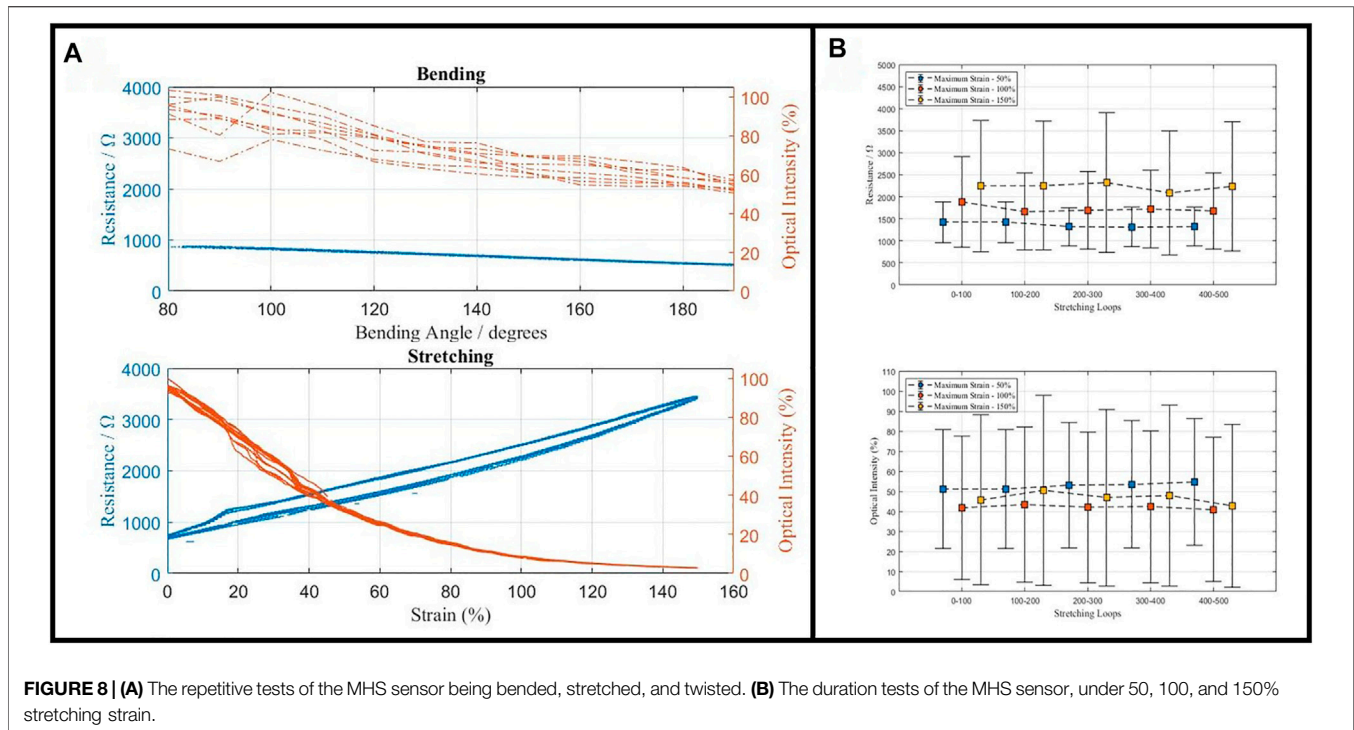 A
Bending
4000
3000
2000
1000
0
Resistance / Ω
100
80
60
40
20
0
Optical Intensity (%)
80 100 120 140 160 180
Bending Angle / degrees
Stretching
4000
3000
2000
1000
0
Resistance / Ω
100
80
60
40
20
0
Optical Intensity (%)
0 20 40 60 80 100 120 140 160
Strain (%)
B
5000
4500
4000
3500
3000
2500
2000
1500
1000
500
0
Resistance / Ω
Maximum Strain - 50%
Maximum Strain - 100%
Maximum Strain - 150%
0-100 100-200 200-300 300-400 400-500
Stretching Loops
110
100
90
80
70
60
50
40
30
20
10
0
Optical Intensity (%)
Maximum Strain - 50%
Maximum Strain - 100%
Maximum Strain - 150%
0-100 100-200 200-300 300-400 400-500
Stretching Loops
FIGURE 8 | (A) The repetitive tests of the MHS sensor being bended, stretched, and twisted. (B) The duration tests of the MHS sensor, under 50, 100, and 150%
stretching strain.